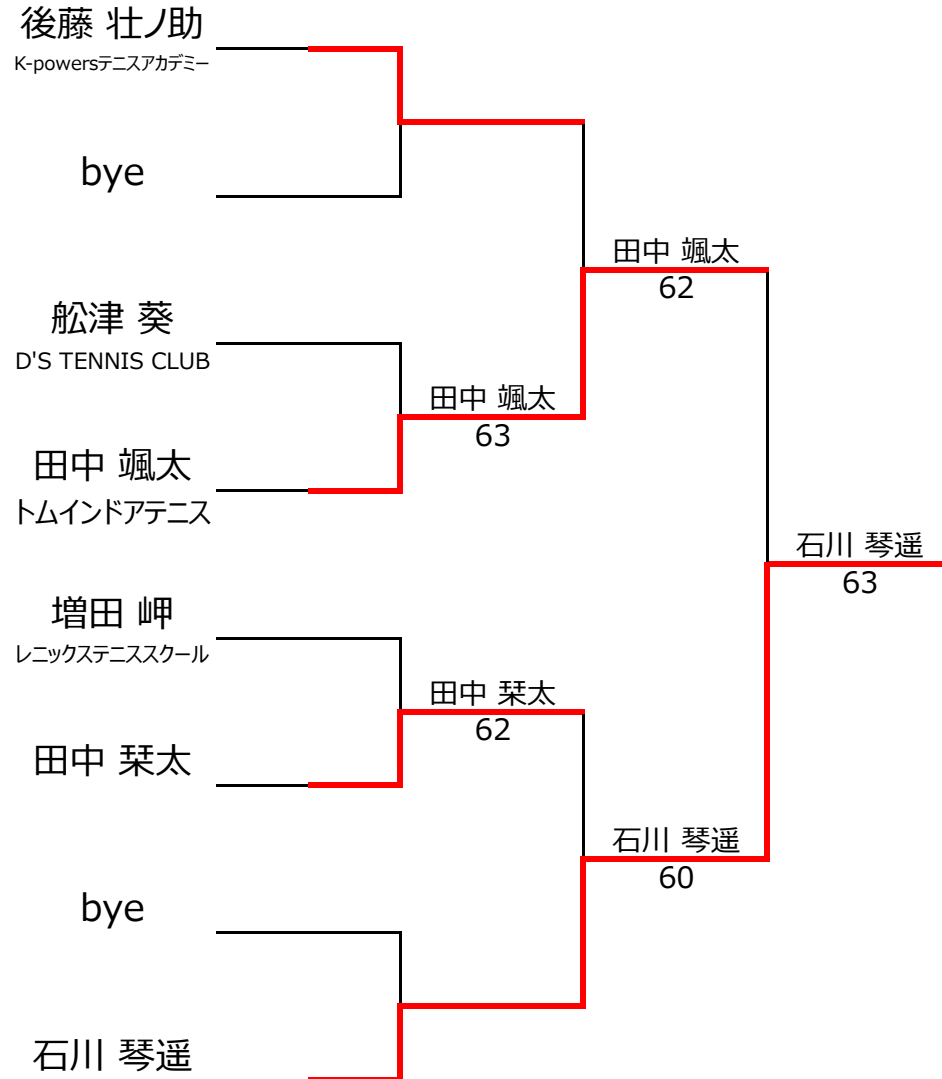 後藤 壮ノ助
K-powersテニスアカデミー
bye
舩津 葵
D'S TENNIS CLUB
田中 颯太
トムインドアテニス
増田 岬
レニックステニススクール
田中 栞太
bye
石川 琴遥
田中 颯太
63
田中 栞太
62
田中 颯太
62
石川 琴遥
60
石川 琴遥
63